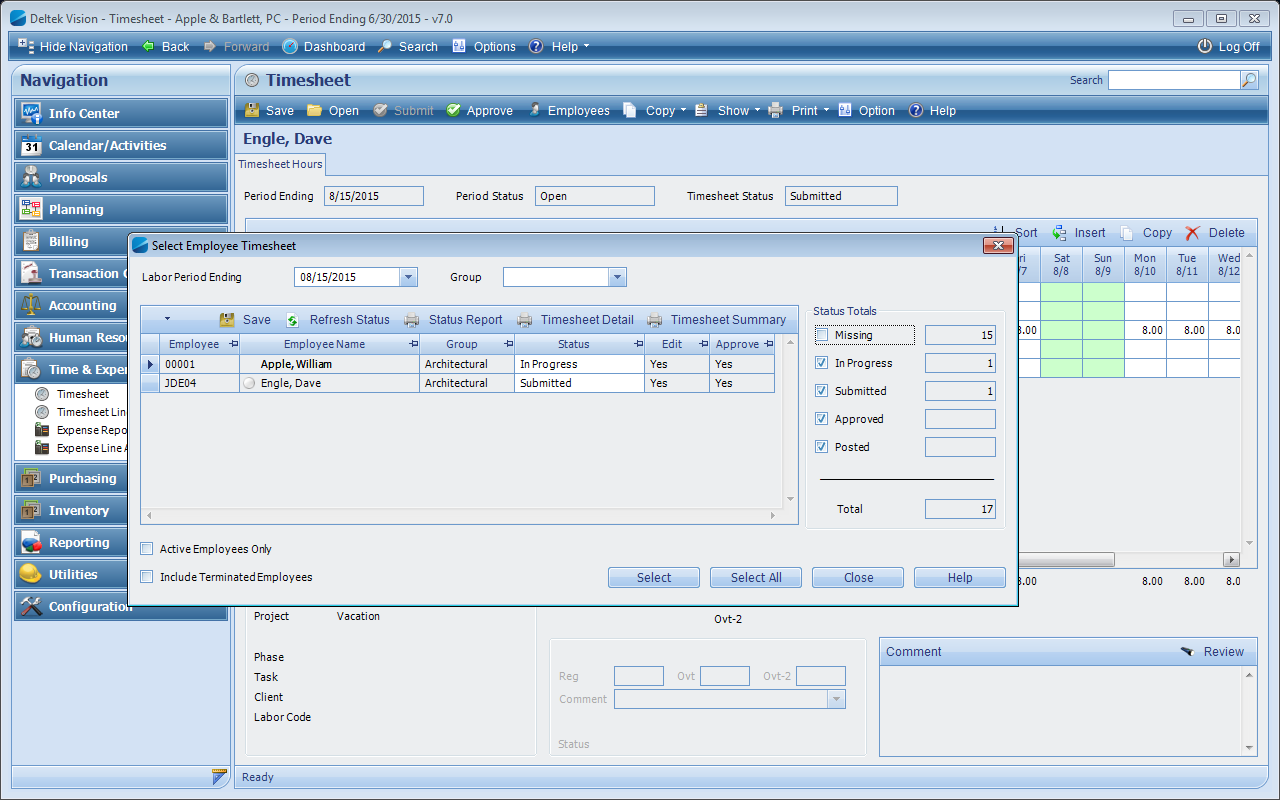 Deltek Vision - Timesheet - Apple & Bartlett, PC - Period Ending 6/30/2015 - v7.0
Hide Navigation Back Forward Dashboard Search Options Help Log Off
Navigation
Info Center
31 Calendar/Activities
Proposals
Planning
Billing
Transaction C
Accounting
Human Reso
Time & Expe
Timesheet
Timesheet Lin
Expense Repo
Expense Line A
Purchasing
Inventory
Reporting
Utilities
Configuration
Timesheet Search
Save Open Submit Approve Employees Copy Show Print Option Help
Engle, Dave
Timesheet Hours
Period Ending 8/15/2015 Period Status Open Timesheet Status Submitted
Sort Insert Copy Delete
ri Sat Sun Mon Tue Wed
/7 8/8 8/9 8/10 8/11 8/12
8.00 8.00 8.00 8.00
Select Employee Timesheet
Labor Period Ending 08/15/2015 Group
Save Refresh Status Status Report Timesheet Detail Timesheet Summary
Employee Employee Name Group Status Edit Approve
00001 Apple, William Architectural In Progress Yes Yes
JDE04 Engle, Dave Architectural Submitted Yes Yes
Status Totals
Missing 15
In Progress 1
Submitted 1
Approved
Posted
Total 17
Active Employees Only
Include Terminated Employees
Select Select All Close Help
8.00 8.00 8.00 8.0
Project Vacation
Phase
Task
Client
Labor Code
Ovt-2
Reg Ovt Ovt-2
Comment
Status
Comment Review
Ready